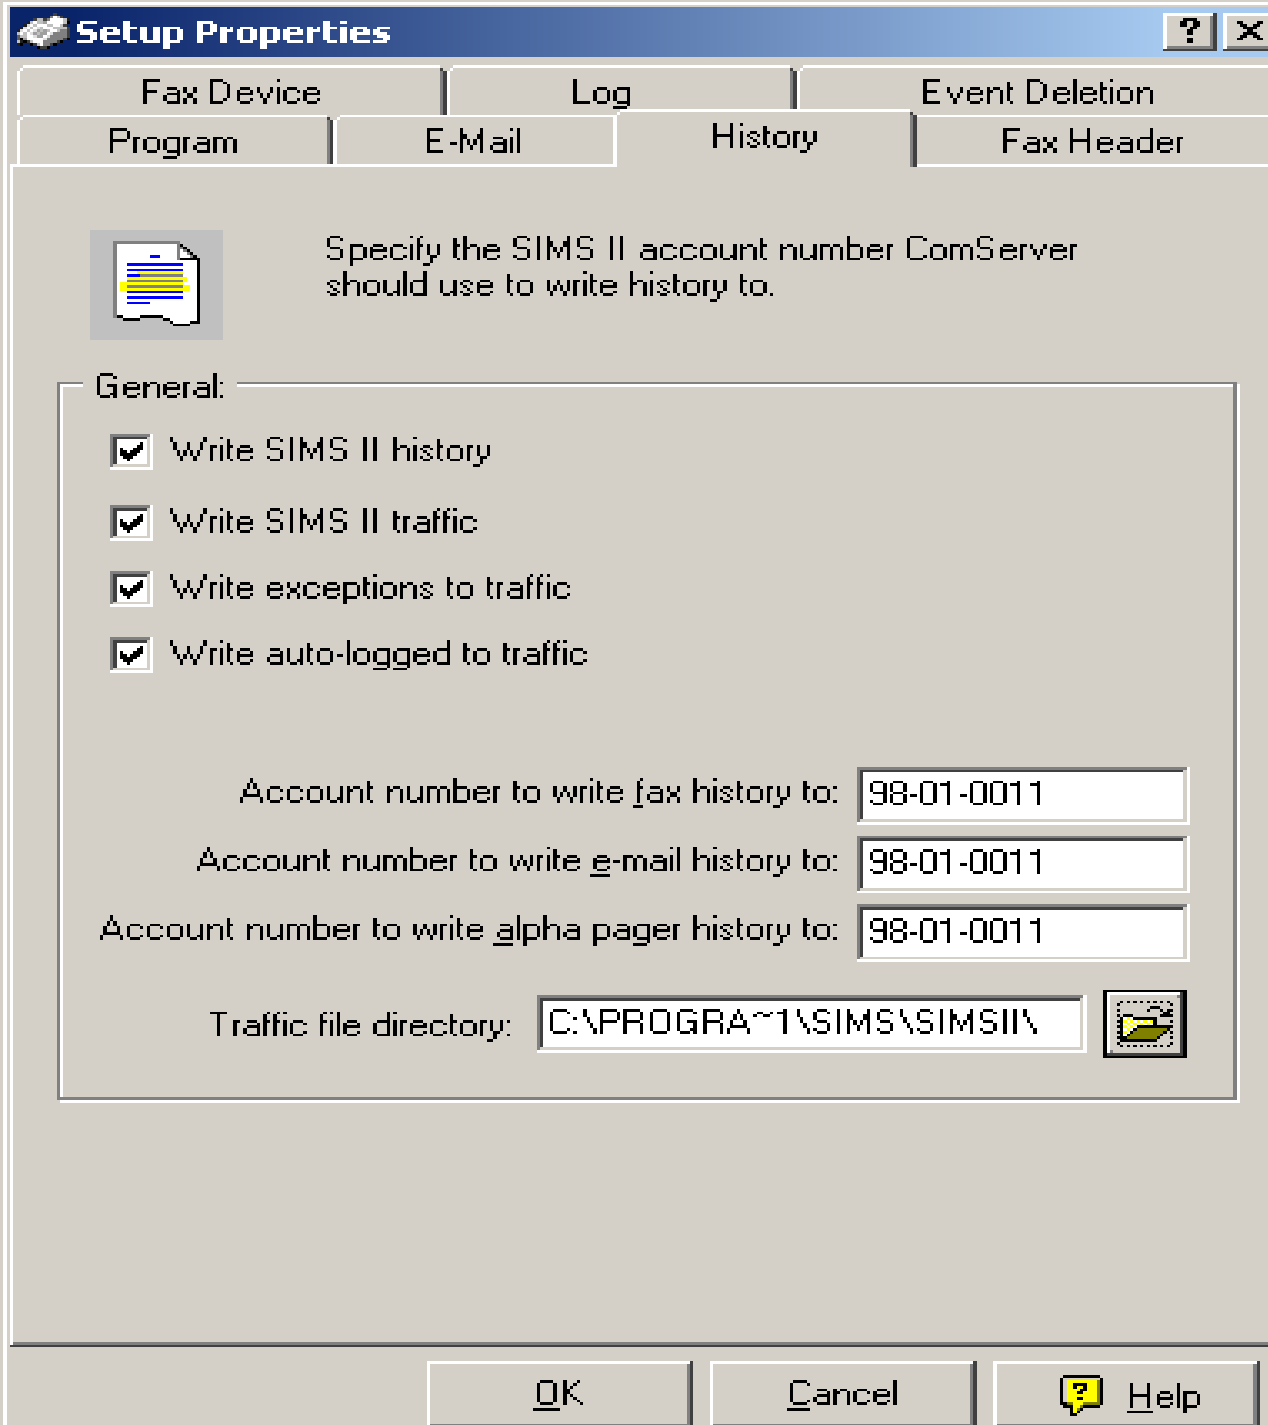 Setup Properties
Fax Device Log Event Deletion
Program E-Mail History Fax Header
Specify the SIMS II account number ComServer
should use to write history to.
General:
Write SIMS II history
Write SIMS II traffic
Write exceptions to traffic
Write auto-logged to traffic
Account number to write fax history to: 98-01-0011
Account number to write e-mail history to: 98-01-0011
Account number to write alpha pager history to: 98-01-0011
Traffic file directory: C:\PROGRA~1\SIMS\SIMSII\
OK Cancel Help